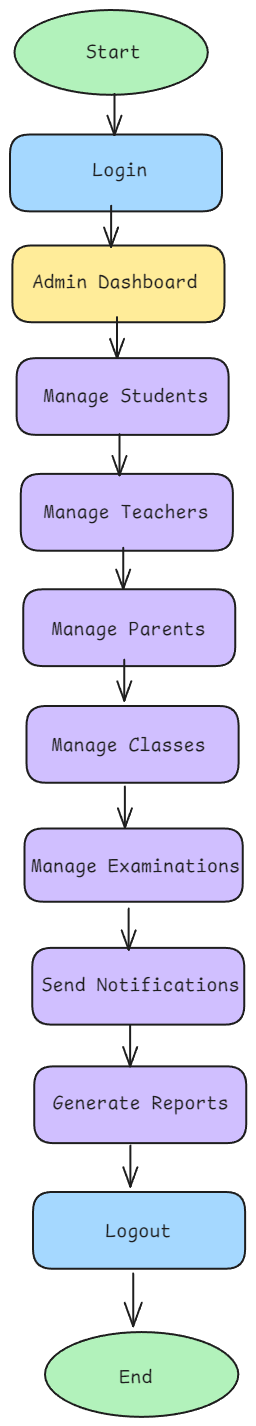 Start
Login
Admin Dashboard
Manage Students
Manage Teachers
Manage Parents
Manage Classes
Manage Examinations
Send Notifications
Generate Reports
Logout
End